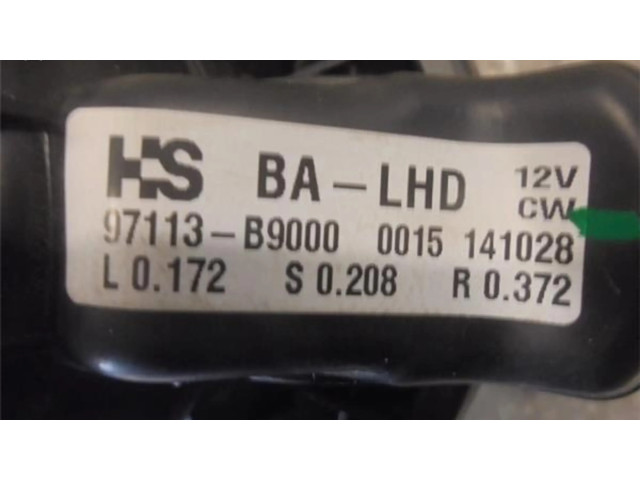 HS BA-LHD 12V
CW
97113-B9000 0015 141028
L 0.172 S 0.208 R 0.372